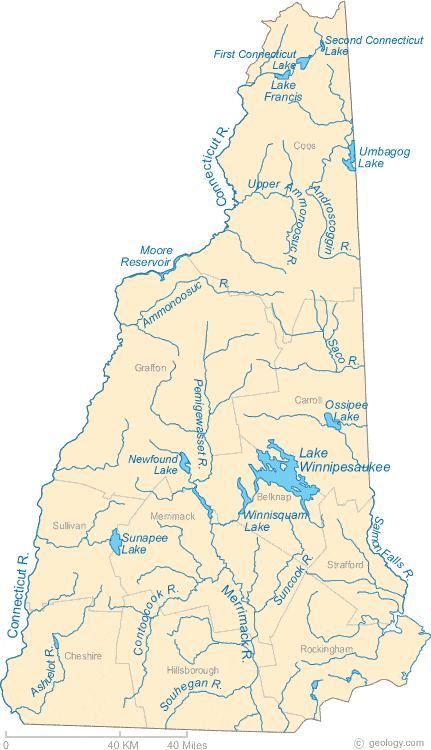 Second Connecticut
Lake
First Connecticut
Lake
Lake
Francis
Connecticut R.
Coos
Umbagog
Lake
Upper
Ammonoosuc R.
Androscoggin
R.
Moore
Reservoir
Ammonoosuc R.
Saco R.
Grafton
Pemigewasset R.
Carroll
Ossipee
Lake
Newfound
Lake
Lake
Winnipesaukee
Belknap
Merrimack
Winnisquam
Lake
Sullivan
Sunapee
Lake
Salmon Falls R.
Strafford
Suncook R.
Connecticut R.
Contoocook R.
Merrimack R.
Rockingham
Cheshire
Ashuelot R.
Hillsborough
Souhegan R.
0 40 KM 40 Miles
© geology.com